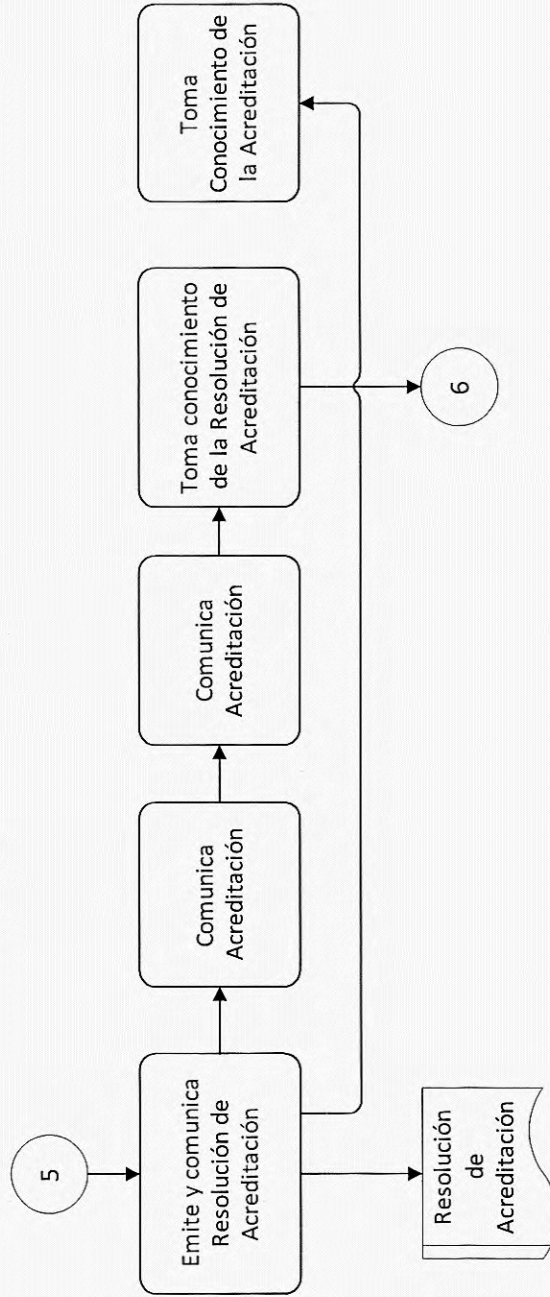 5
Emite y comunica
Resolución de
Acreditación
Resolución
de
Acreditación
Comunica
Acreditación
Comunica
Acreditación
Toma conocimiento
de la Resolución de
Acreditación
6
Toma
Conocimiento de
la Acreditación